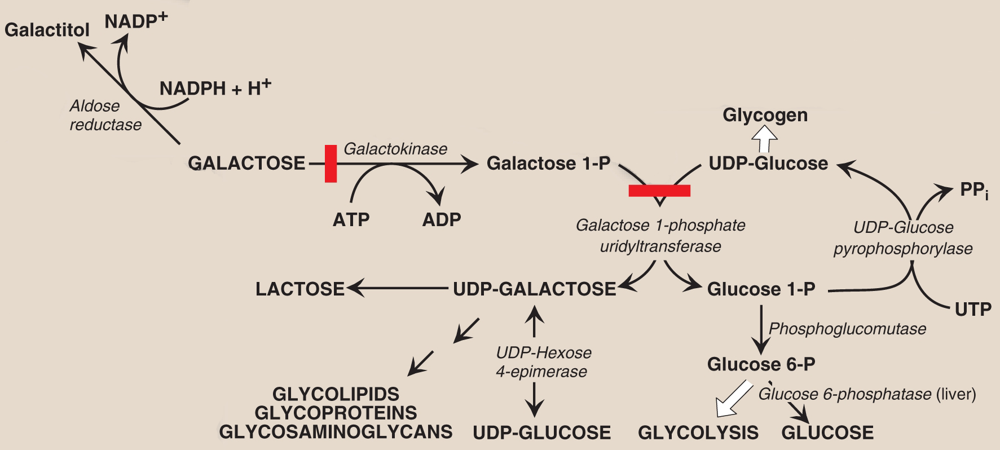 Galactitol
NADP+
NADPH + H+
Aldose
reductase
Glycogen
GALACTOSE
Galactokinase
Galactose 1-P
UDP-Glucose
PPi
ATP
ADP
Galactose 1-phosphate
uridyltransferase
UDP-Glucose
pyrophosphorylase
LACTOSE
UDP-GALACTOSE
Glucose 1-P
UTP
Phosphoglucomutase
UDP-Hexose
4-epimerase
Glucose 6-P
Glucose 6-phosphatase (liver)
GLYCOLIPIDS
GLYCOPROTEINS
GLYCOSAMINOGLYCANS
UDP-GLUCOSE
GLYCOLYSIS
GLUCOSE